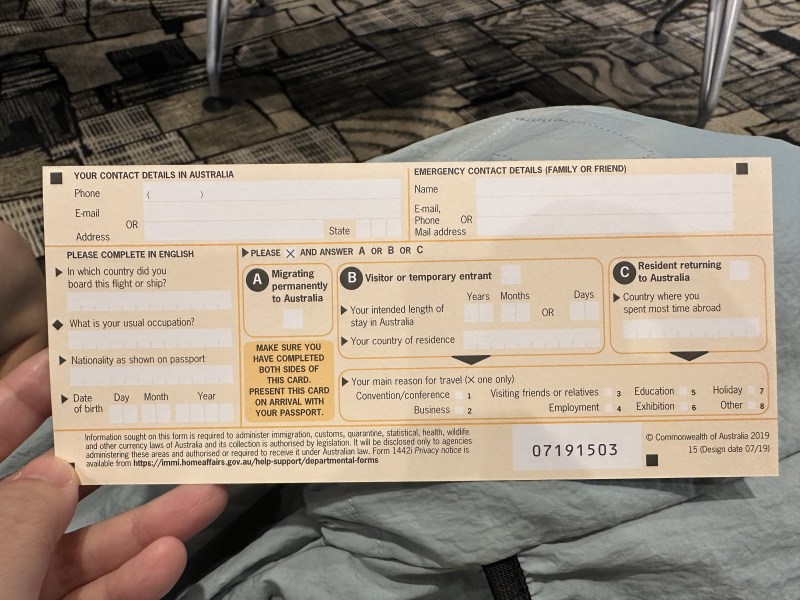 YOUR CONTACT DETAILS IN AUSTRALIA
Phone ( )
E-mail
OR
Address
State
EMERGENCY CONTACT DETAILS (FAMILY OR FRIEND)
Name
E-mail,
Phone OR
Mail address
PLEASE COMPLETE IN ENGLISH
In which country did you
board this flight or ship?
What is your usual occupation?
Nationality as shown on passport
Date
of birth
Day Month Year
PLEASE X AND ANSWER A OR B OR C
A Migrating
permanently
to Australia
MAKE SURE YOU
HAVE COMPLETED
BOTH SIDES OF
THIS CARD.
PRESENT THIS CARD
ON ARRIVAL WITH
YOUR PASSPORT.
B Visitor or temporary entrant
Years Months Days
Your intended length of
stay in Australia
OR
Your country of residence
C Resident returning
to Australia
Country where you
spent most time abroad
Your main reason for travel (X one only)
Convention/conference 1 Visiting friends or relatives 3 Education 5 Holiday 7
Business 2 Employment 4 Exhibition 6 Other 8
Information sought on this form is required to administer immigration, customs, quarantine, statistical, health, wildlife
and other currency laws of Australia and its collection is authorised by legislation. It will be disclosed only to agencies
administering these areas and authorised or required to receive it under Australian law. Form 1442i Privacy notice is
available from https://immi.homeaffairs.gov.au/help-support/departmental-forms
07191503
© Commonwealth of Australia 2019
15 (Design date 07/19)